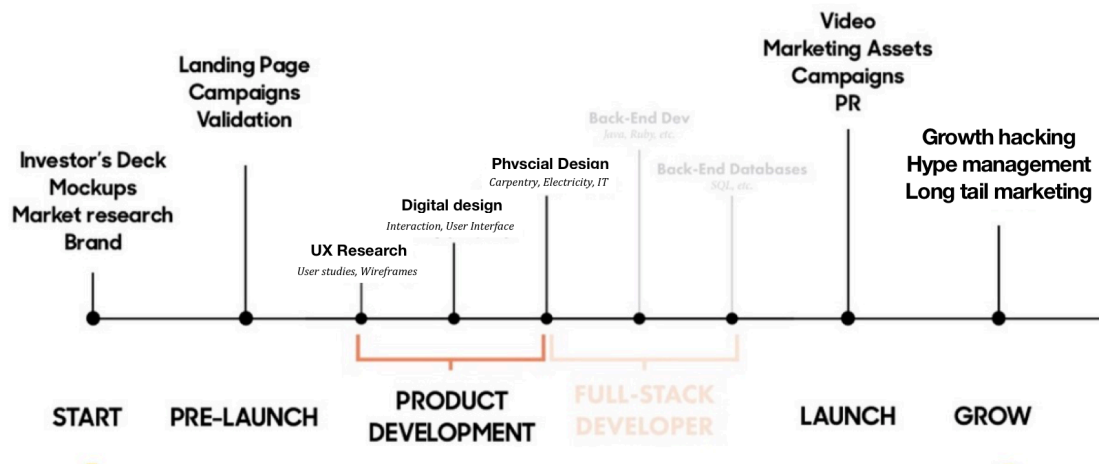 Investor's Deck
Mockups
Market research
Brand
Landing Page
Campaigns
Validation
UX Research
User studies, Wireframes
Digital design
Interaction, User Interface
Physcial Design
Carpentry, Electricity, IT
Back-End Dev
Java, Ruby, etc.
Back-End Databases
SQL, etc.
Video
Marketing Assets
Campaigns
PR
Growth hacking
Hype management
Long tail marketing
START
PRE-LAUNCH
PRODUCT
DEVELOPMENT
FULL-STACK
DEVELOPER
LAUNCH
GROW